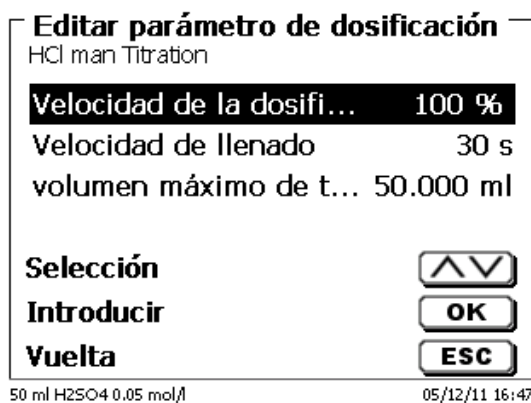 Editar parámetro de dosificación
HCl man Titration
Velocidad de la dosifi... 100 %
Velocidad de llenado 30 s
volumen máximo de t... 50.000 ml
Selección
Introducir OK
Vuelta ESC
50 ml H2SO4 0.05 mol/l 05/12/11 16:47